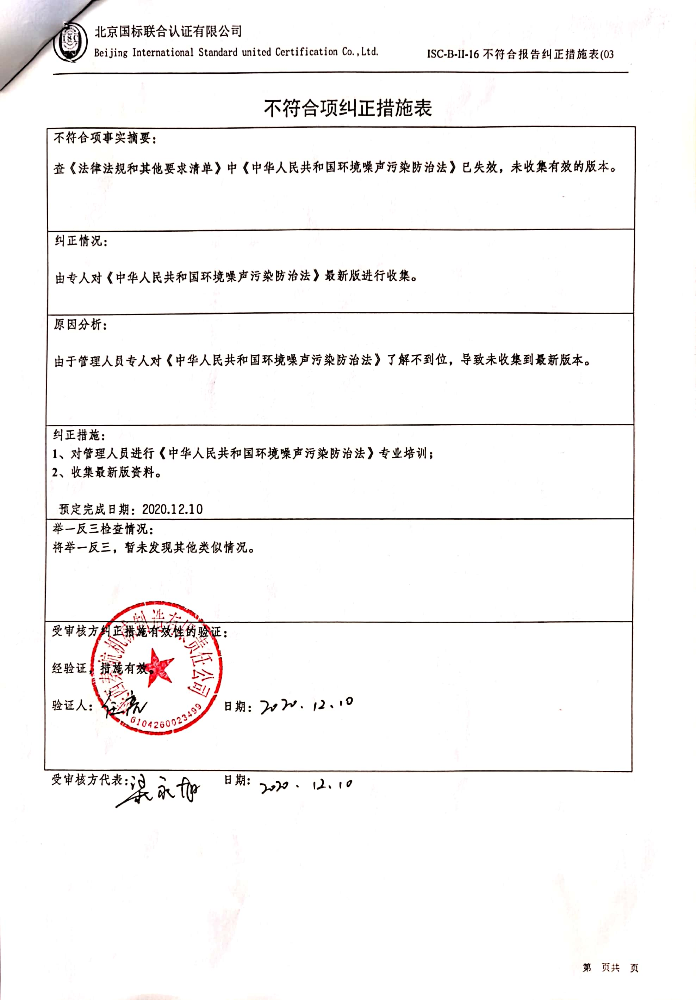 ISC
北京国标联合认证有限公司
Beijing International Standard united Certification Co.,Ltd.
ISC-B-II-16 不符合报告纠正措施表(03
不符合项纠正措施表
不符合项事实摘要：
查《法律法规和其他要求清单》中《中华人民共和国环境噪声污染防治法》已失效，未收集有效的版本。
纠正情况：
由专人对《中华人民共和国环境噪声污染防治法》最新版进行收集。
原因分析：
由于管理人员专人对《中华人民共和国环境噪声污染防治法》了解不到位，导致未收集到最新版本。
纠正措施：
1、对管理人员进行《中华人民共和国环境噪声污染防治法》专业培训；
2、收集最新版资料。
预定完成日期：2020.12.10
举一反三检查情况：
将举一反三，暂未发现其他类似情况。
受审核方纠正措施有效性的验证：
经验证，措施有效。
验证人：任亮 日期：2020.12.10
秦航机械制造有限责任公司
6104260023499
受审核方代表：梁永 日期：2020.12.10
第 页共 页